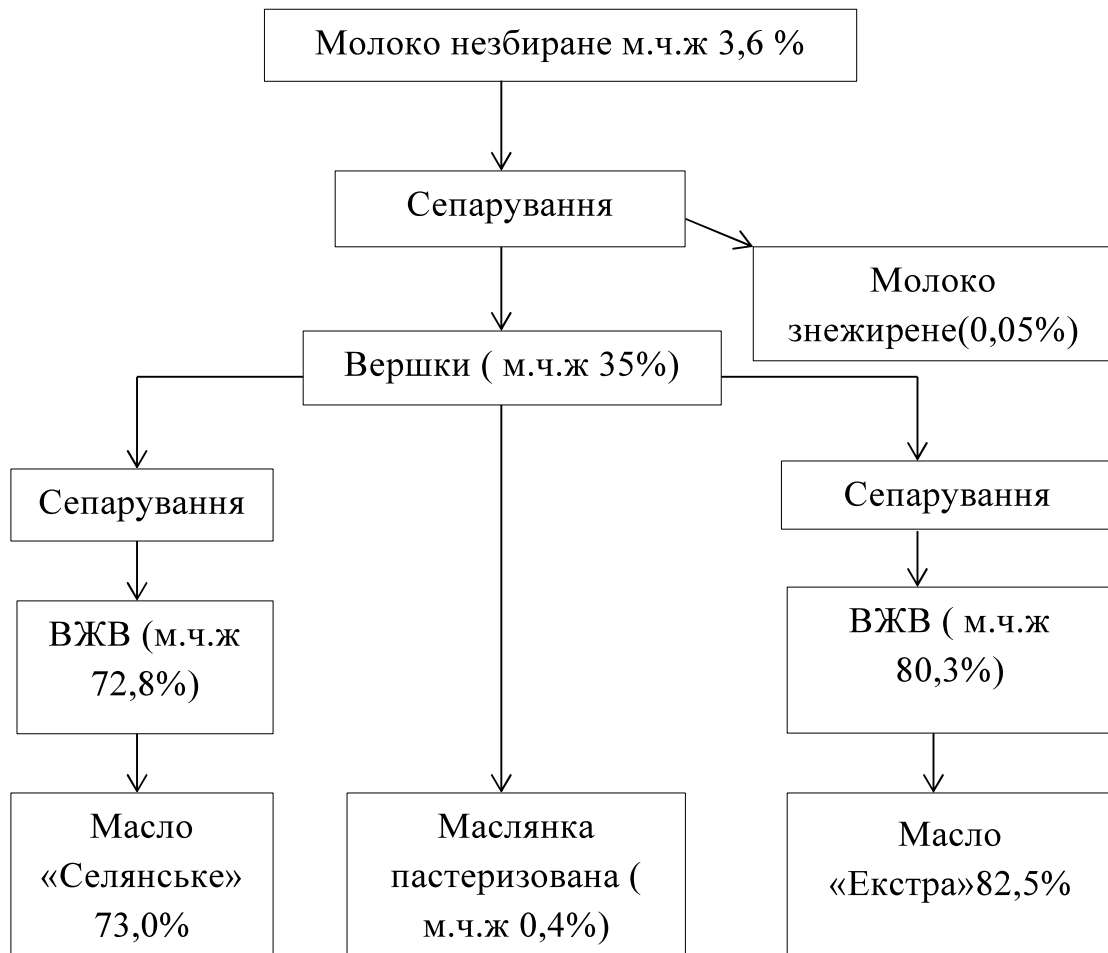 Молоко незбиране м.ч.ж 3,6 %
Сепарування
Молоко
знежирене(0,05%)
Вершки ( м.ч.ж 35%)
Сепарування
Сепарування
ВЖВ (м.ч.ж
72,8%)
ВЖВ ( м.ч.ж
80,3%)
Масло
«Селянське»
73,0%
Маслянка
пастеризована (
м.ч.ж 0,4%)
Масло
«Екстра»82,5%